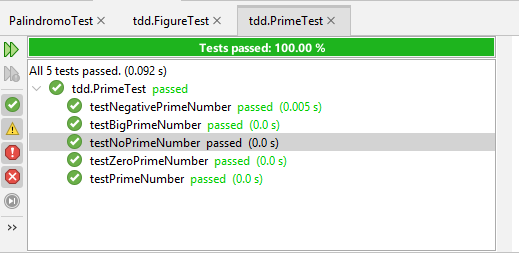 PalindromoTest × tdd.FigureTest × tdd.PrimeTest ×
Tests passed: 100.00 %
All 5 tests passed. (0.092 s)
tdd.PrimeTest passed
testNegativePrimeNumber passed (0.005 s)
testBigPrimeNumber passed (0.0 s)
testNoPrimeNumber passed (0.0 s)
testZeroPrimeNumber passed (0.0 s)
testPrimeNumber passed (0.0 s)
>>